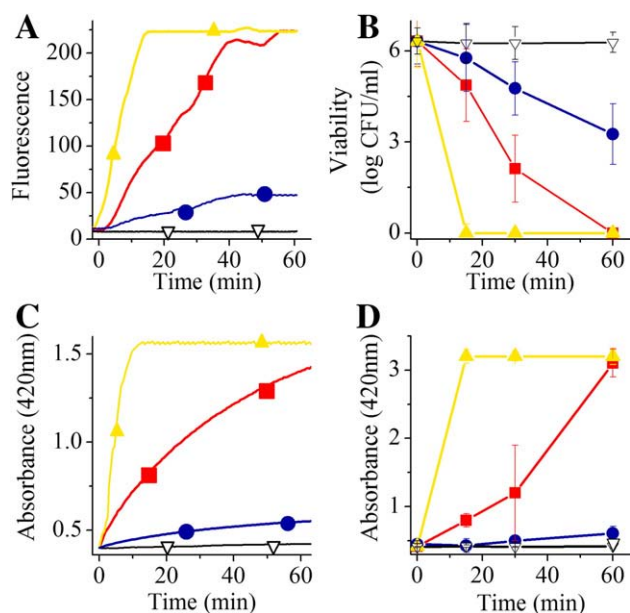 A
Fluorescence
200
150
100
50
0
0 20 40 60
Time (min)
B
Viability
(log CFU/ml)
6
3
0
0 20 40 60
Time (min)
C
Absorbance (420nm)
1.5
1.0
0.5
0 20 40 60
Time (min)
D
Absorbance (420nm)
3
2
1
0 20 40 60
Time (min)